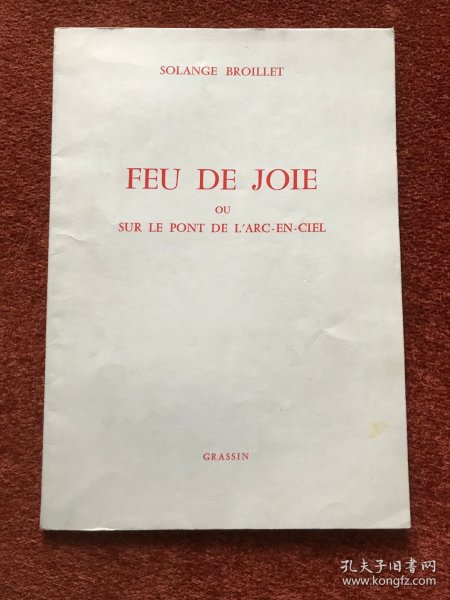 SOLANGE BROILLET
FEU DE JOIE
OU
SUR LE PONT DE L'ARC-EN-CIEL
GRASSIN
孔夫子旧书网
www.kongfz.com